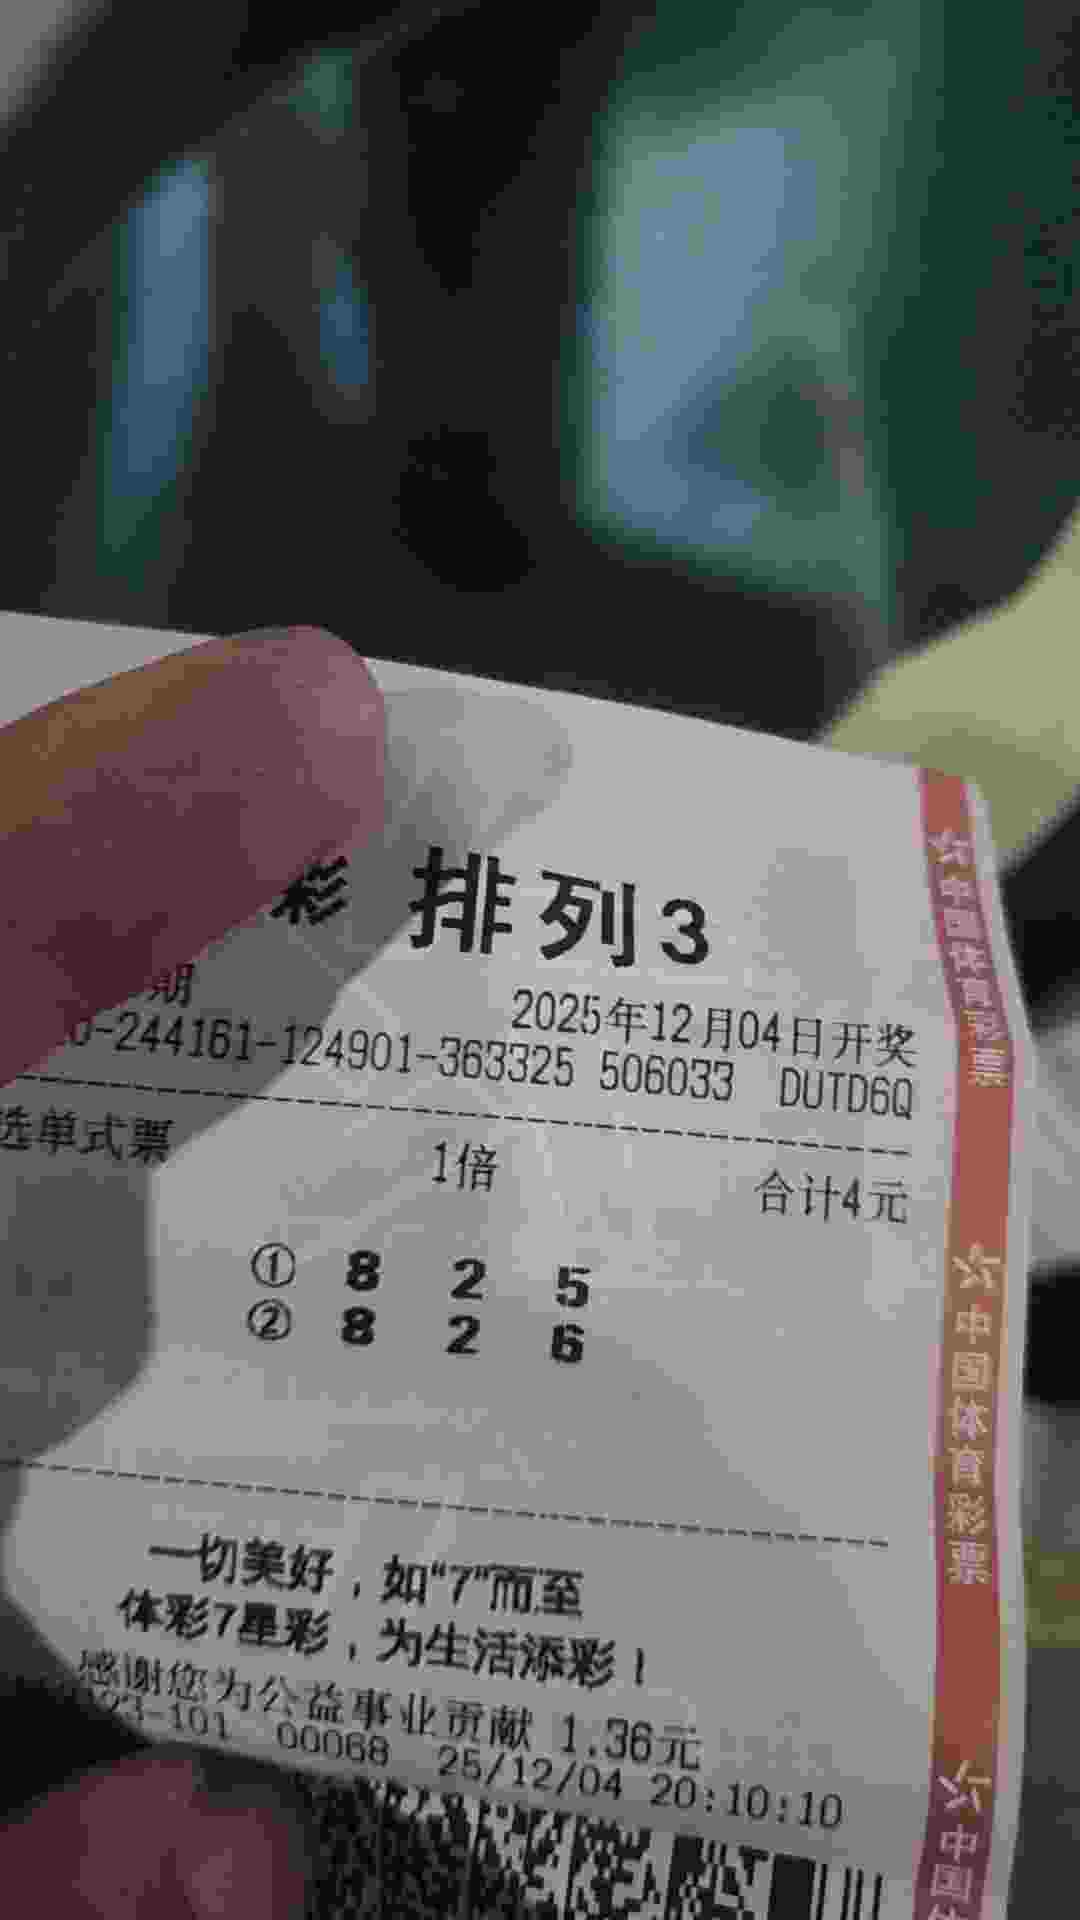 彩 排列3
期 2025年12月04日开奖
-244161-124901-363325 506033 DUTD6Q
选单式票 1倍 合计4元
① 8 2 5
② 8 2 6
一切美好，如“7”而至
体彩7星彩，为生活添彩！
感谢您为公益事业贡献 1.36元
-101 00068 25/12/04 20:10:10
中国体育彩票
中国体育彩票
中国